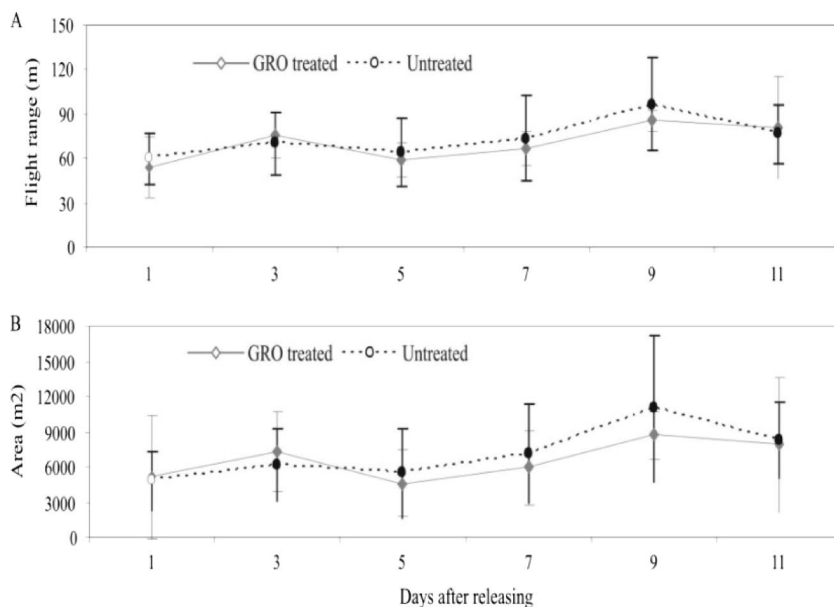 A
150
120
90
60
30
0
Flight range (m)
GRO treated Untreated
1 3 5 7 9 11
B
18000
15000
12000
9000
6000
3000
0
Area (m2)
GRO treated Untreated
1 3 5 7 9 11
Days after releasing